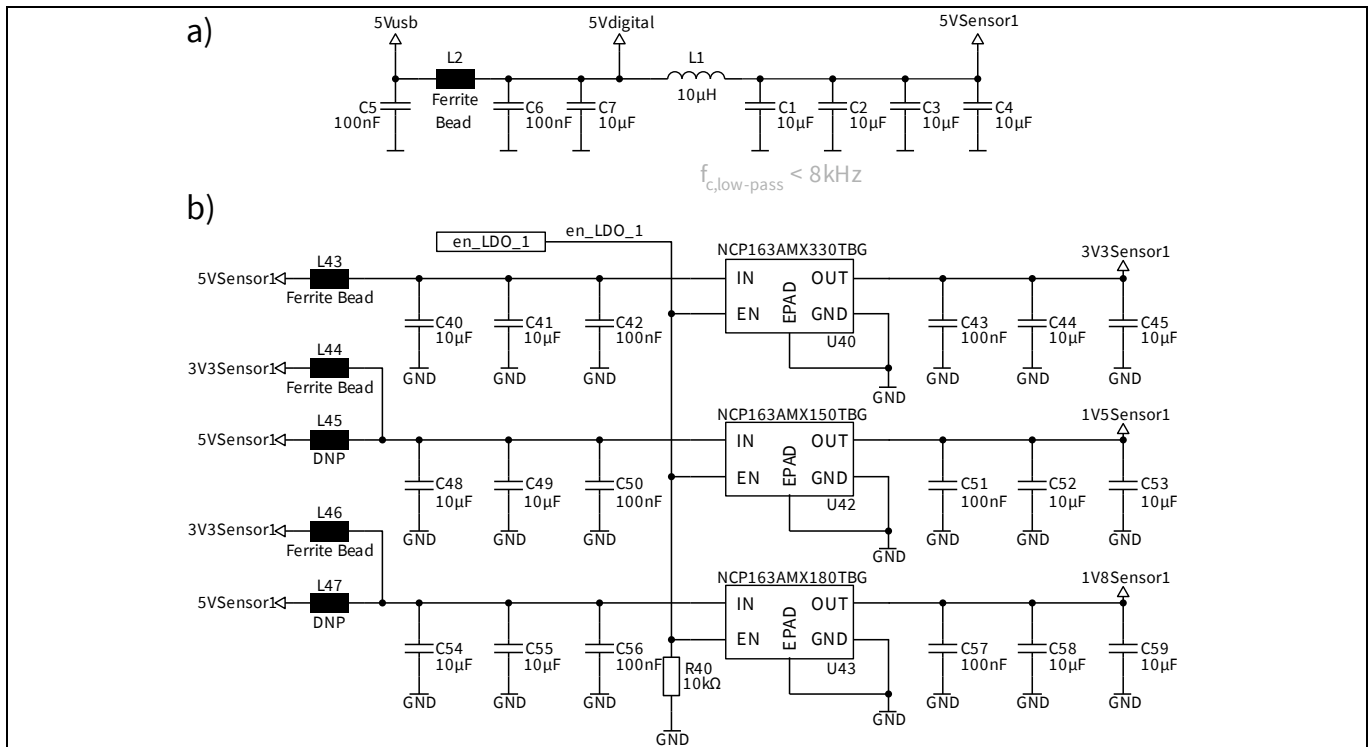 a)
5Vusb
5Vdigital
5VSensor1
L2
L1
Ferrite
Bead
10µH
C5
100nF
C6
100nF
C7
10µF
C1
10µF
C2
10µF
C3
10µF
C4
10µF
fc,low-pass < 8kHz
b)
en_LDO_1
en_LDO_1
NCP163AMX330TBG
3V3Sensor1
L43
5VSensor1
Ferrite Bead
IN
OUT
EN
EPAD
GND
U40
C40
10µF
C41
10µF
C42
100nF
C43
100nF
C44
10µF
C45
10µF
GND
GND
GND
GND
GND
GND
GND
L44
3V3Sensor1
Ferrite Bead
NCP163AMX150TBG
1V5Sensor1
L45
5VSensor1
DNP
IN
OUT
EN
EPAD
GND
U42
C48
10µF
C49
10µF
C50
100nF
C51
100nF
C52
10µF
C53
10µF
GND
GND
GND
GND
GND
GND
GND
L46
3V3Sensor1
Ferrite Bead
NCP163AMX180TBG
1V8Sensor1
L47
5VSensor1
DNP
IN
OUT
EN
EPAD
GND
U43
C54
10µF
C55
10µF
C56
100nF
R40
10kΩ
C57
100nF
C58
10µF
C59
10µF
GND
GND
GND
GND
GND
GND
GND
GND